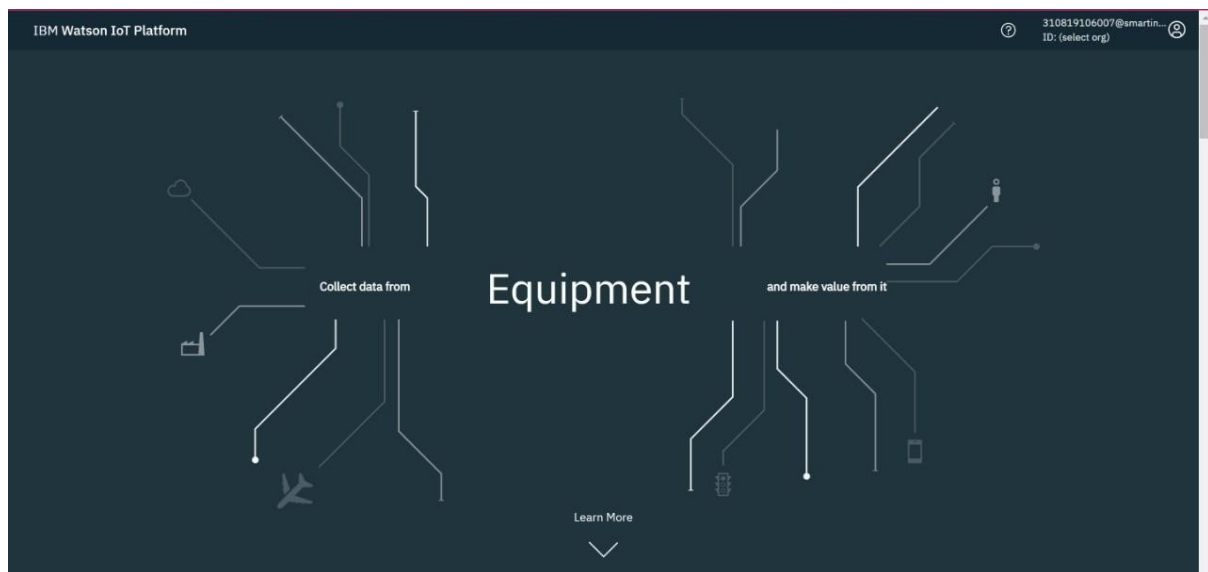 IBM Watson IoT Platform
310819106007@smartin...
ID: (select org)
Collect data from
Equipment
and make value from it
Learn More